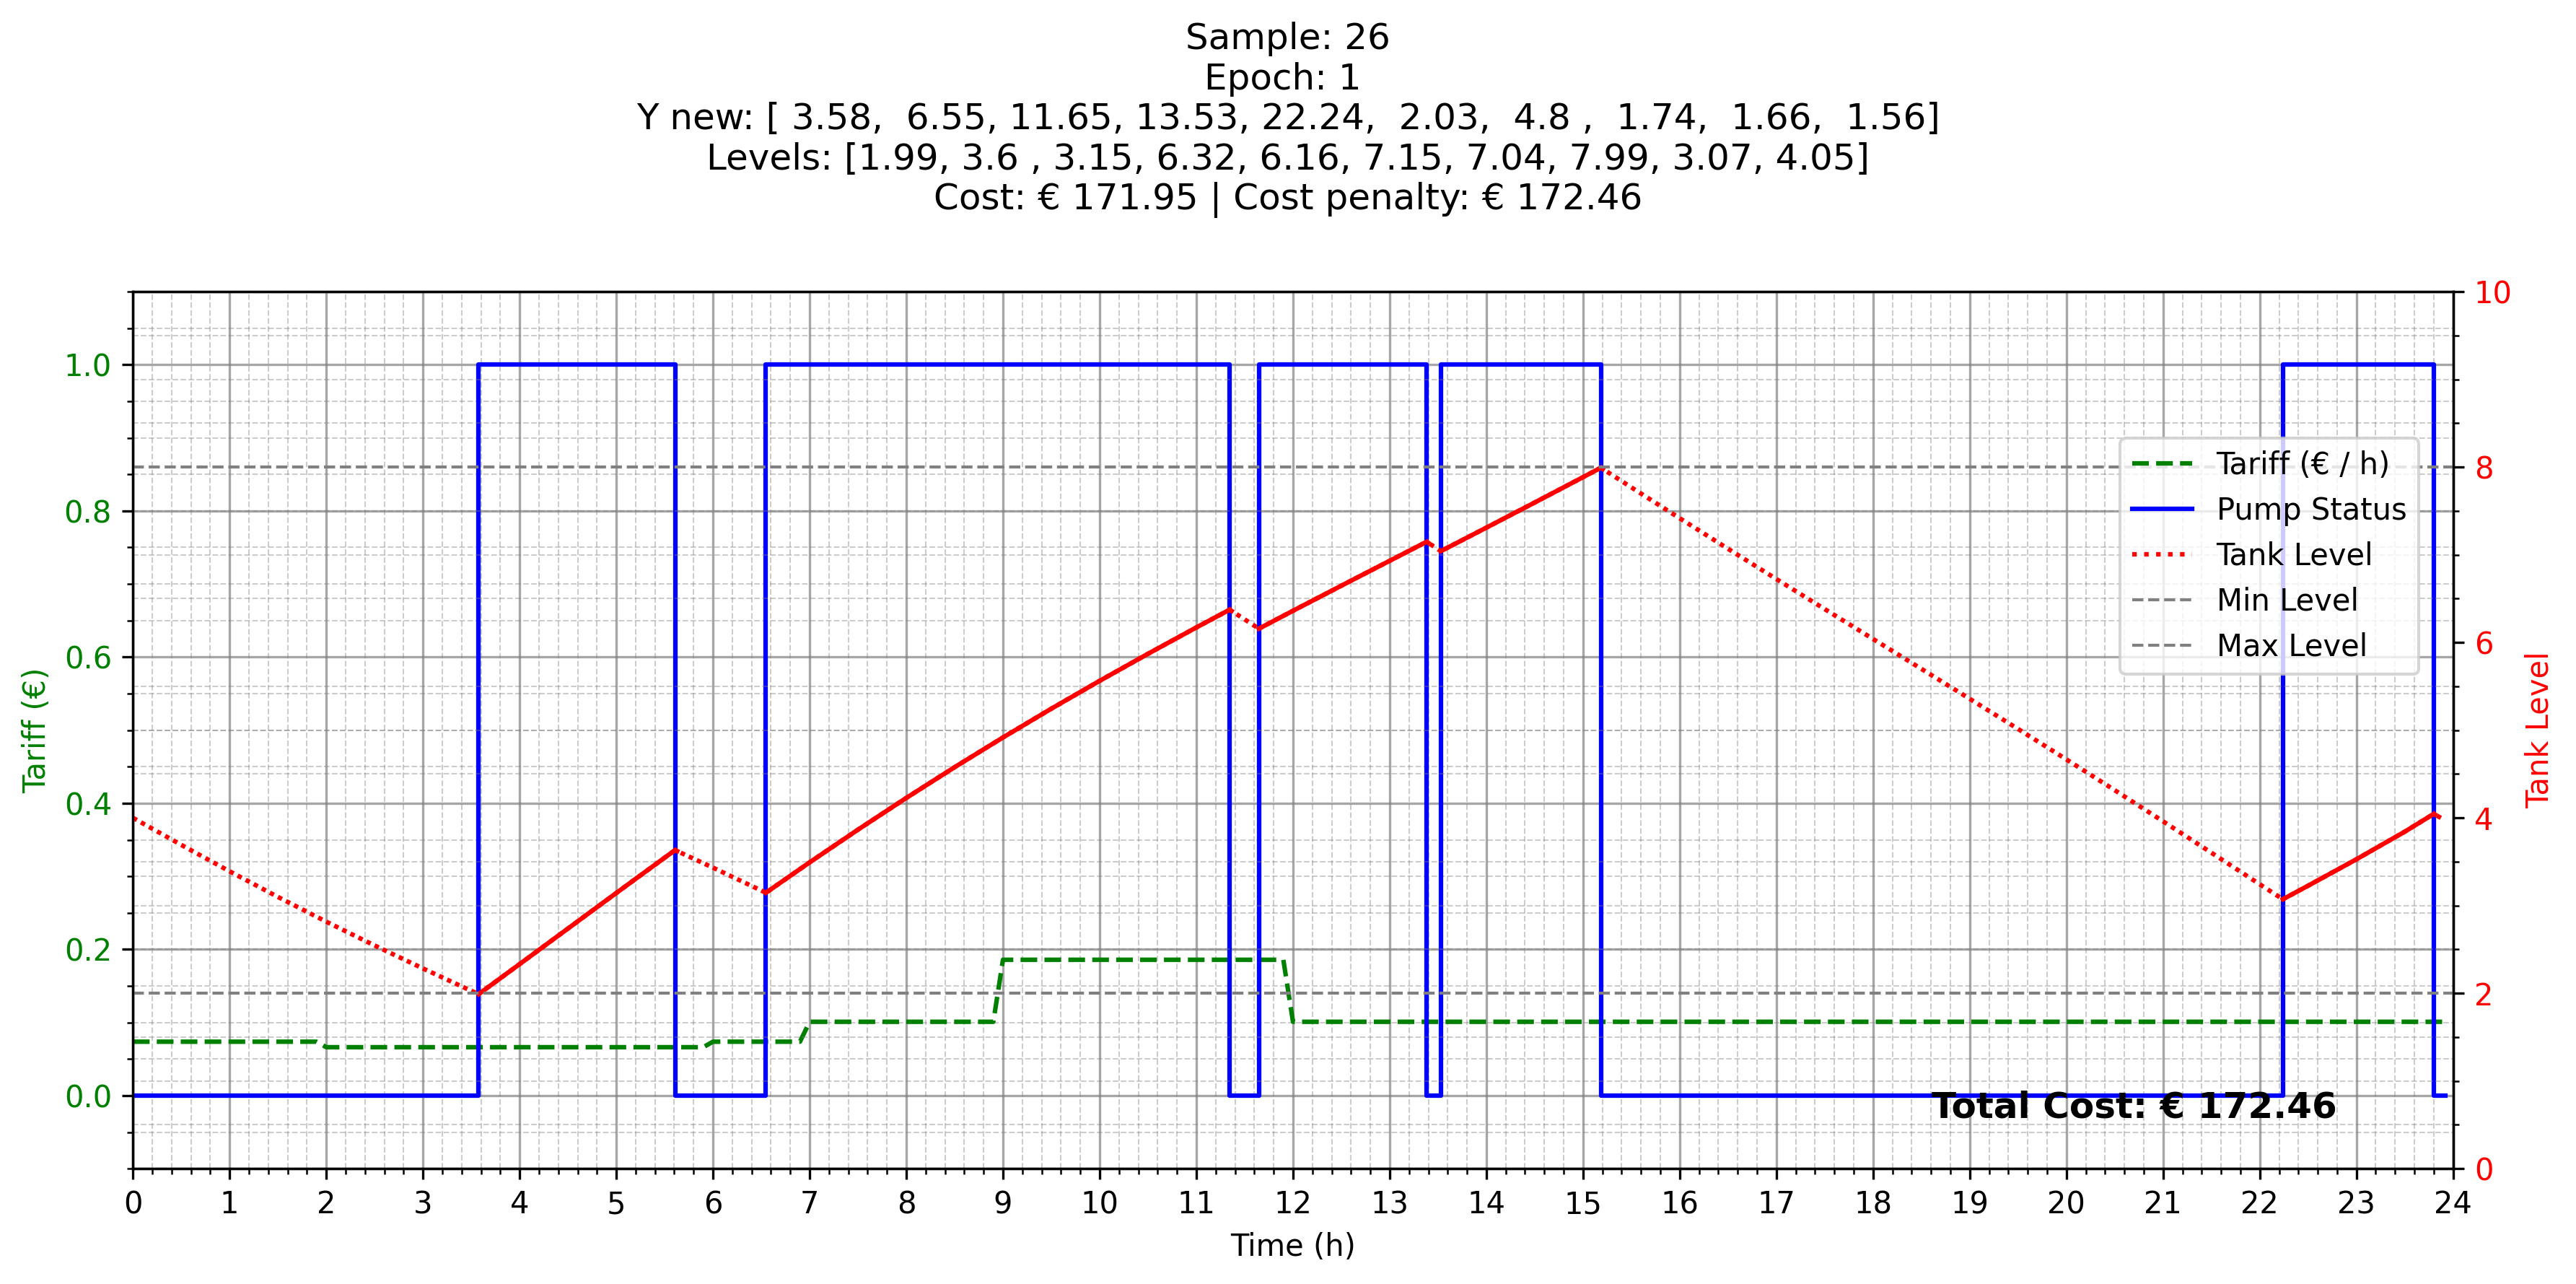 Sample: 26
Epoch: 1
Y new: [ 3.58,  6.55, 11.65, 13.53, 22.24,  2.03,  4.8 ,  1.74,  1.66,  1.56]
Levels: [1.99, 3.6 , 3.15, 6.32, 6.16, 7.15, 7.04, 7.99, 3.07, 4.05]
Cost: € 171.95 | Cost penalty: € 172.46
1.0
0.8
0.6
0.4
0.2
0.0
Tariff (€)
10
8
6
4
2
0
Tank Level
Tariff (€ / h)
Pump Status
Tank Level
Min Level
Max Level
Total Cost: € 172.46
0 1 2 3 4 5 6 7 8 9 10 11 12 13 14 15 16 17 18 19 20 21 22 23 24
Time (h)